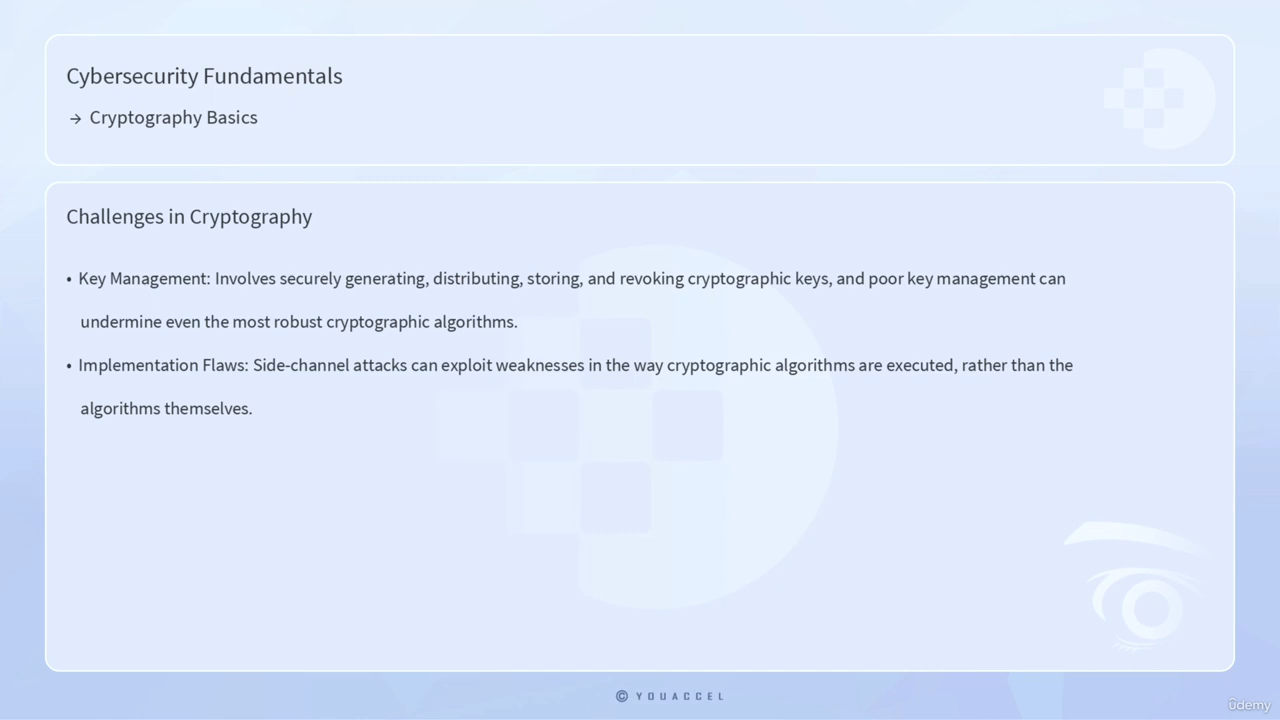 Cybersecurity Fundamentals
→ Cryptography Basics
Challenges in Cryptography
• Key Management: Involves securely generating, distributing, storing, and revoking cryptographic keys, and poor key management can
undermine even the most robust cryptographic algorithms.
• Implementation Flaws: Side-channel attacks can exploit weaknesses in the way cryptographic algorithms are executed, rather than the
algorithms themselves.
© YOUACCEL
ûdemy